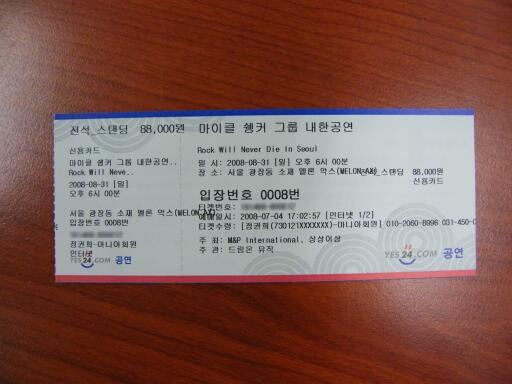 전석_스탠딩 88,000원
신용카드
마이클 쉥커 그룹 내한공연..
Rock Will Neve..
2008-08-31 [일]
오후 6시 00분
서울 광장동 소재 멜론 악스(MELON-AX)
입장번호 0008번
정권희-마니아회원
인터넷
YES24.COM 공연
마이클 쉥커 그룹 내한공연
Rock Will Never Die In Seoul
일 시: 2008-08-31 [일] 오후 6시 00분
장 소: 서울 광장동 소재 멜론 악스(MELON-AX) 스탠딩 88,000원
신용카드
입장번호 0008번
티켓번호:
예매일시: 2008-07-04 17:02:57 [인터넷 1/2]
티켓수령: [정권희(730121XXXXXXX)-마니아회원] 010-2060-8996 031-450-0
주 최: M&P International, 상상이상
주 관: 드림온 뮤직
YES24.COM 공연